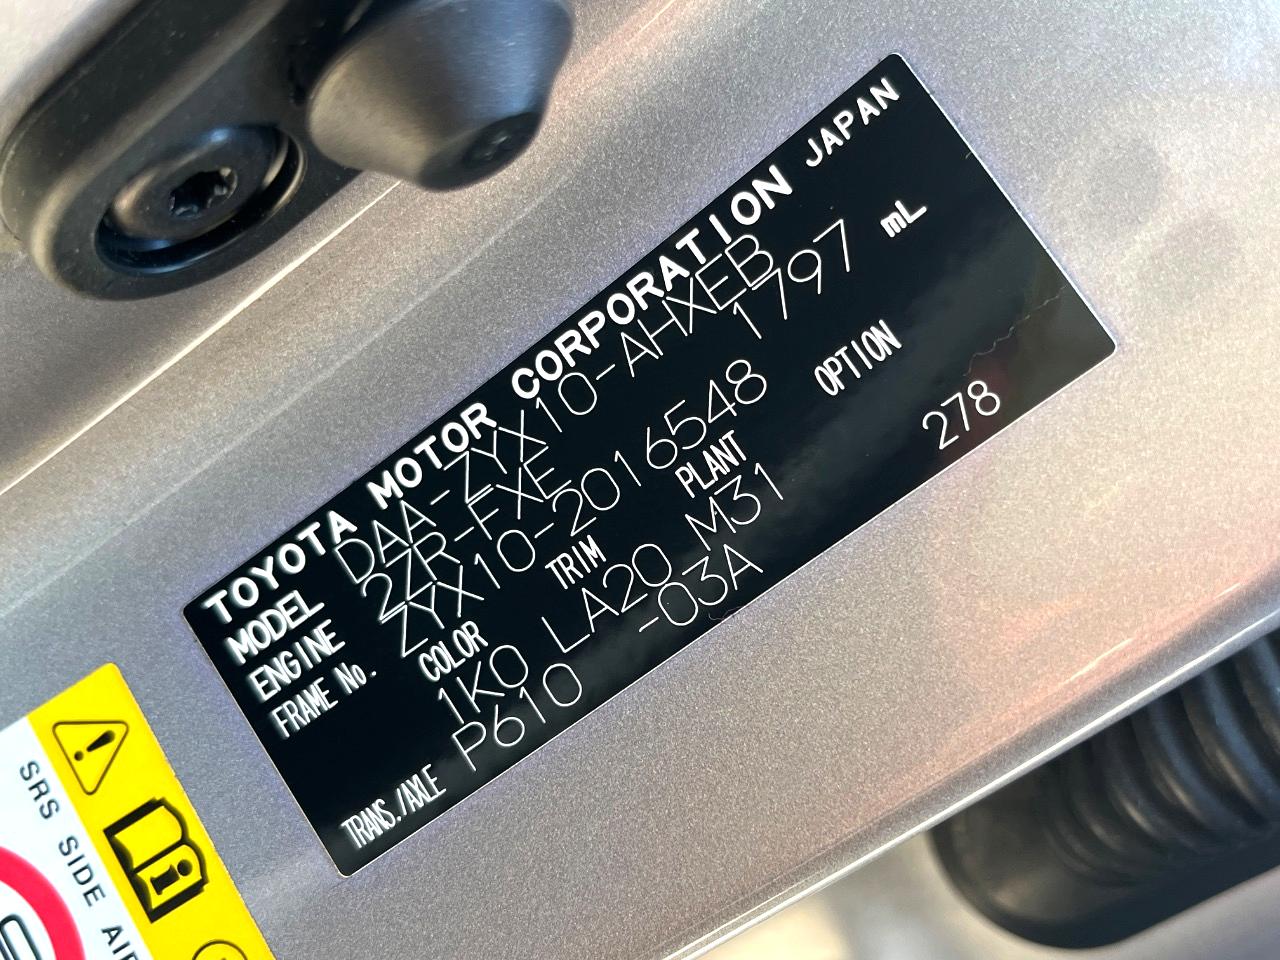 TOYOTA MOTOR CORPORATION JAPAN
MODEL DAA-ZYX10-AHXEB
ENGINE 2ZR-FXE 1797 mL
FRAME No. ZYX10-2016548
COLOR TRIM PLANT OPTION
1K0 LA20 M31
TRANS./AXLE P610 -03A 278
SRS SIDE AIR